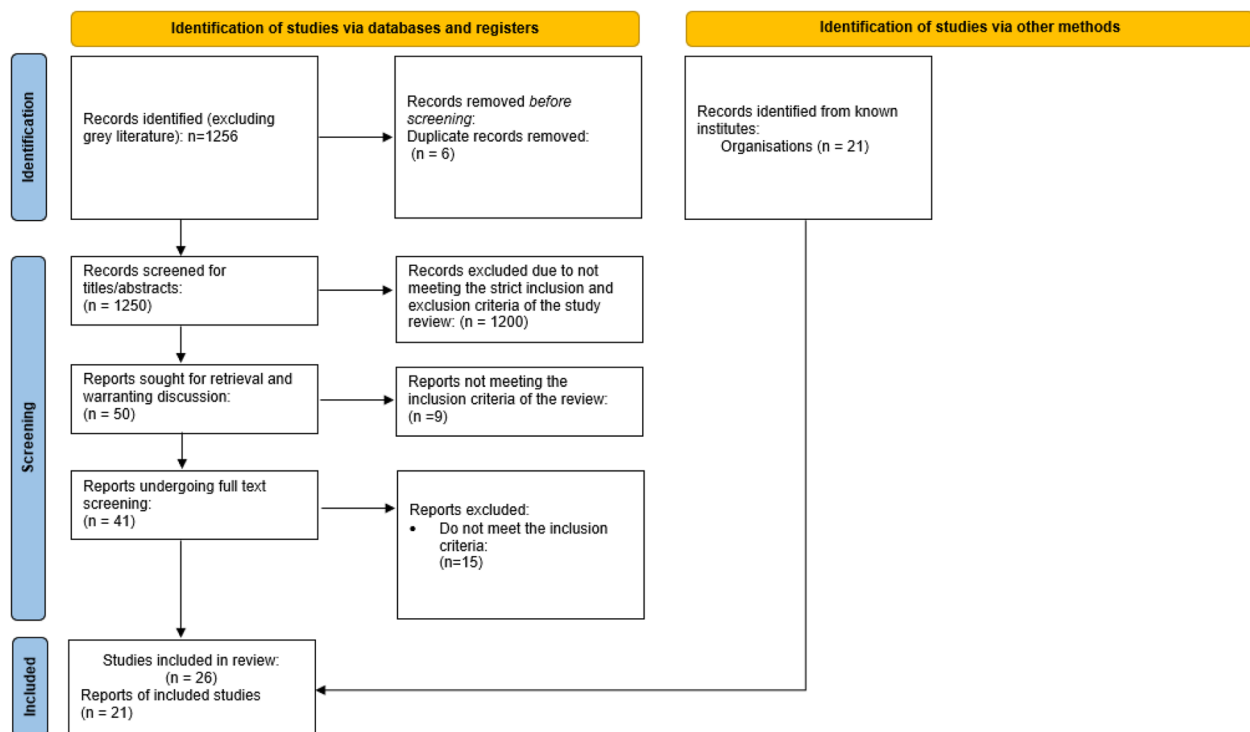 Identification of studies via databases and registers
Identification of studies via other methods
Identification
Records identified (excluding
grey literature): n=1256
Records removed before
screening:
Duplicate records removed:
(n = 6)
Records identified from known
institutes:
Organisations (n = 21)
Screening
Records screened for
titles/abstracts:
(n = 1250)
Records excluded due to not
meeting the strict inclusion and
exclusion criteria of the study
review: (n = 1200)
Reports sought for retrieval and
warranting discussion:
(n = 50)
Reports not meeting the
inclusion criteria of the review:
(n =9)
Reports undergoing full text
screening:
(n = 41)
Reports excluded:
• Do not meet the inclusion
criteria:
(n=15)
Included
Studies included in review:
(n = 26)
Reports of included studies
(n = 21)